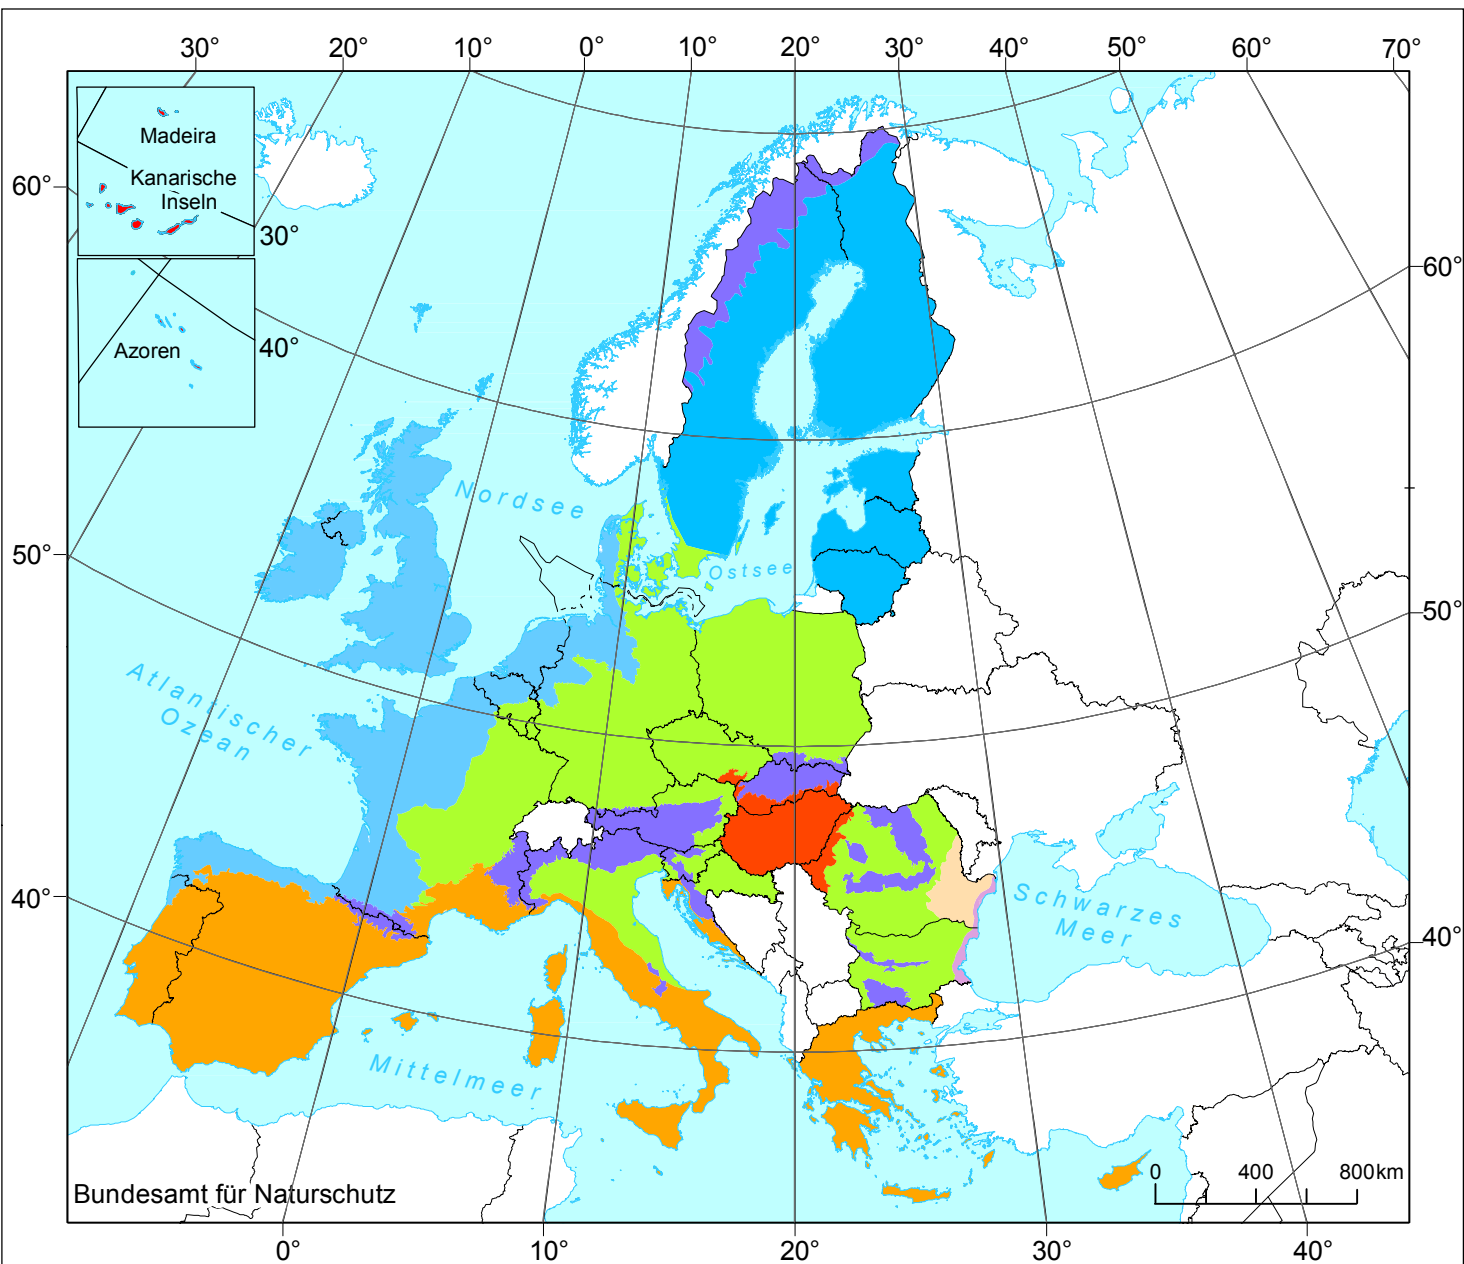 30°
20°
10°
0°
10°
20°
30°
40°
50°
60°
70°
Madeira
Kanarische
Inseln
30°
60°
60°
40°
Azoren
Nordsee
50°
Ostsee
50°
Atlantischer
Ozean
40°
Schwarzes
Meer
40°
Mittelmeer
0 400 800km
Bundesamt für Naturschutz
0°
10°
20°
30°
40°